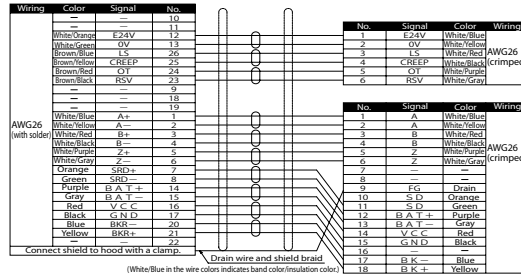 Wiring Color Signal No.
— — 10
— — 11
White/Orange E24V 12
White/Green 0V 13
Brown/Blue LS 26
Brown/Yellow CREEP 25
Brown/Red OT 24
Brown/Black RSV 23
— — 9
— — 18
— — 19
White/Blue A+ 1
White/Yellow A— 2
White/Red B+ 3
White/Black B— 4
White/Purple Z+ 5
White/Gray Z— 6
AWG26
(with solder)
Orange SRD+ 7
Green SRD— 8
Purple BAT+ 14
Gray BAT— 15
Red VCC 16
Black GND 17
Blue BKR— 20
Yellow BKR+ 21
— — 22
Connect shield to hood with a clamp.
No. Signal Color Wiring
1 E24V White/Blue
2 0V White/Yellow
3 LS White/Red
4 CREEP White/Black
5 OT White/Purple
6 RSV White/Gray
AWG26
(crimped
No. Signal Color Wiring
1 A White/Blue
2 A White/Yellow
3 B White/Red
4 B White/Black
5 Z White/Purple
6 Z White/Gray
AWG26
(crimped
7 — —
8 — —
9 FG Drain
10 SD Orange
11 SD Green
12 BAT+ Purple
13 BAT— Gray
14 VCC Red
15 GND Black
16 — —
17 BK— Blue
18 BK+ Yellow
Drain wire and shield braid
(White/Blue in the wire colors indicates band color/insulation color.)